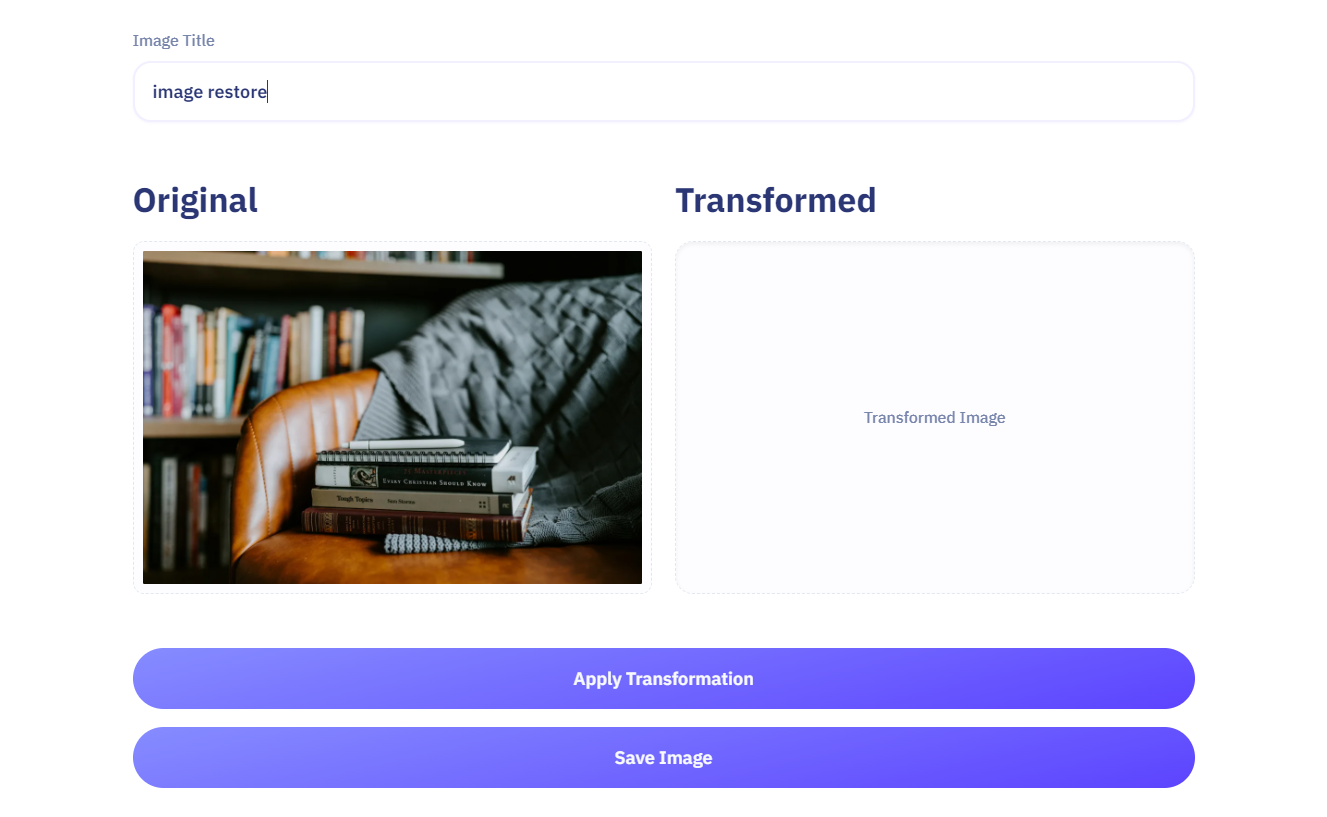 Image Title
image restore
Original
Transformed
EVERY CHRISTIAN SHOULD KNOW
Tough Topics
Transformed Image
Apply Transformation
Save Image